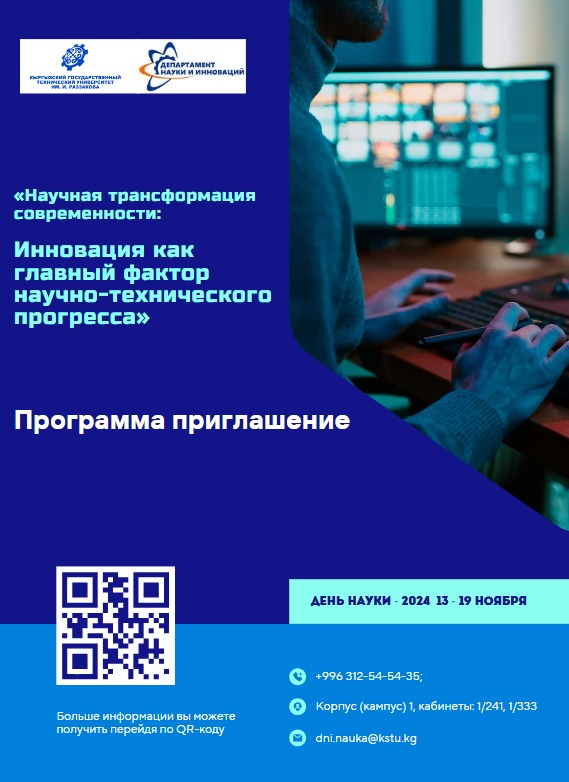 КЫРГЫЗСКИЙ ГОСУДАРСТВЕННЫЙ
ТЕХНИЧЕСКИЙ УНИВЕРСИТЕТ
ИМ. И. РАЗЗАКОВА
ДЕПАРТАМЕНТ
НАУКИ И ИННОВАЦИЙ
«Научная трансформация
современности:
Инновация как
главный фактор
научно-технического
прогресса»
Программа приглашение
ДЕНЬ НАУКИ - 2024 13 - 19 НОЯБРЯ
+996 312-54-54-35;
Корпус (кампус) 1, кабинеты: 1/241, 1/333
dni.nauka@kstu.kg
Больше информации вы можете
получить перейдя по QR-коду